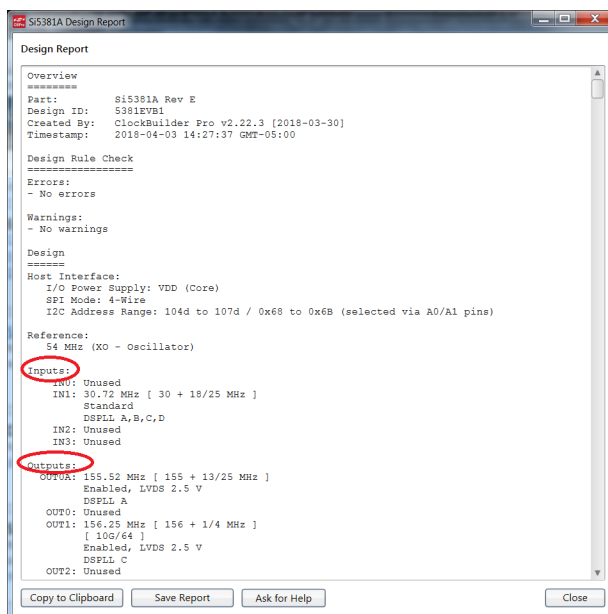 Si5381A Design Report
Design Report
Overview
========
Part: Si5381A Rev E
Design ID: 5381EVB1
Created By: ClockBuilder Pro v2.22.3 [2018-03-30]
Timestamp: 2018-04-03 14:27:37 GMT-05:00
Design Rule Check
=================
Errors:
- No errors
Warnings:
- No warnings
Design
======
Host Interface:
I/O Power Supply: VDD (Core)
SPI Mode: 4-Wire
I2C Address Range: 104d to 107d / 0x68 to 0x6B (selected via A0/A1 pins)
Reference:
54 MHz (XO - Oscillator)
Inputs:
IN0: Unused
IN1: 30.72 MHz [ 30 + 18/25 MHz ]
Standard
DSPLL A,B,C,D
IN2: Unused
IN3: Unused
Outputs:
OUT0A: 155.52 MHz [ 155 + 13/25 MHz ]
Enabled, LVDS 2.5 V
DSPLL A
OUT0: Unused
OUT1: 156.25 MHz [ 156 + 1/4 MHz ]
[ 10G/64 ]
Enabled, LVDS 2.5 V
DSPLL C
OUT2: Unused
Copy to Clipboard Save Report Ask for Help Close